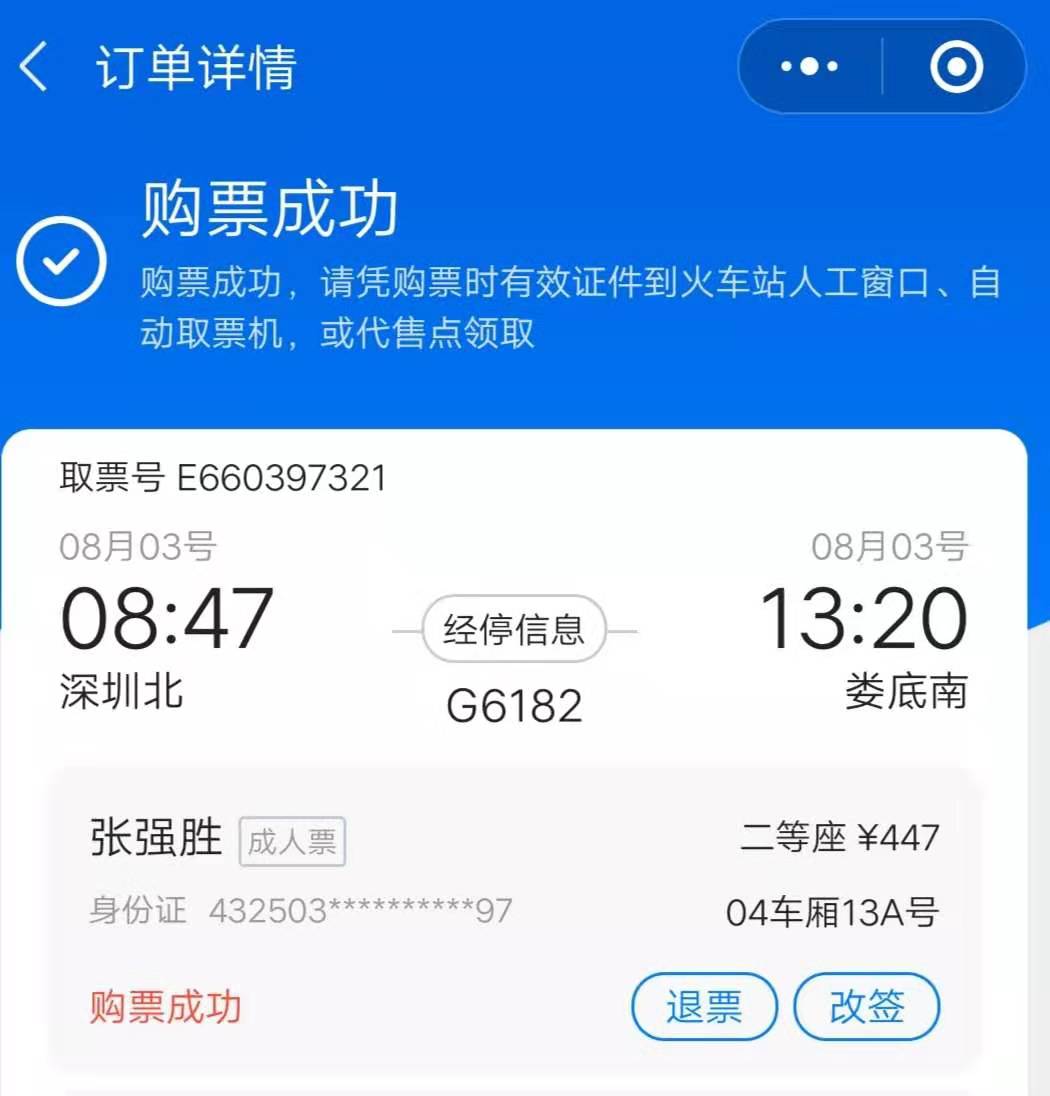 订单详情
购票成功
购票成功，请凭购票时有效证件到火车站人工窗口、自
动取票机，或代售点领取
取票号 E660397321
08月03号 08月03号
08:47 经停信息 13:20
深圳北 G6182 娄底南
张强胜 成人票 二等座 ¥447
身份证 432503**********97 04车厢13A号
购票成功 退票 改签